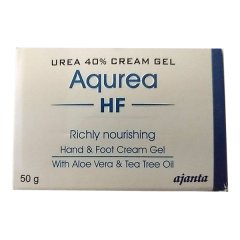 UREA 40% CREAM GEL
Aqurea
HF
Richly nourishing
Hand & Foot Cream Gel
With Aloe Vera & Tea Tree Oil
50 g
ajanta